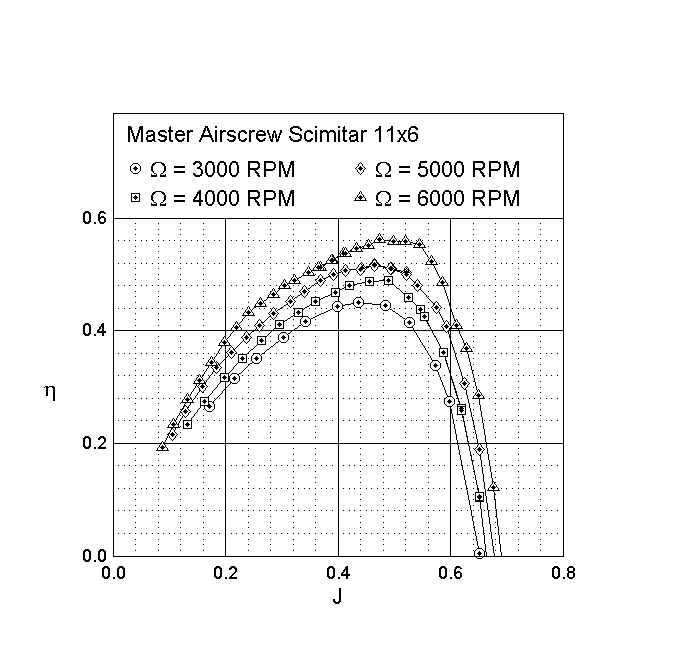 Master Airscrew Scimitar 11x6
Ω = 3000 RPM Ω = 5000 RPM
Ω = 4000 RPM Ω = 6000 RPM
0.6
0.4
η
0.2
0.0
0.0 0.2 0.4 0.6 0.8
J